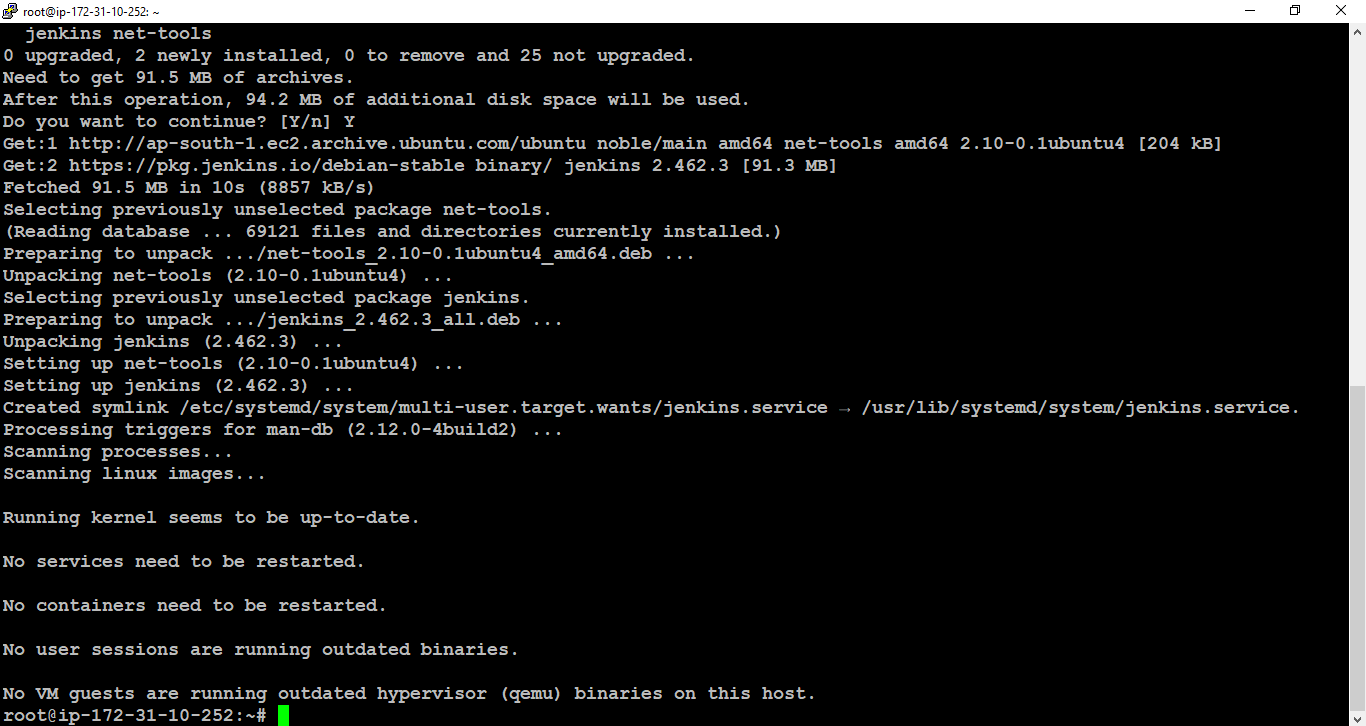 root@ip-172-31-10-252: ~
jenkins net-tools
0 upgraded, 2 newly installed, 0 to remove and 25 not upgraded.
Need to get 91.5 MB of archives.
After this operation, 94.2 MB of additional disk space will be used.
Do you want to continue? [Y/n] Y
Get:1 http://ap-south-1.ec2.archive.ubuntu.com/ubuntu noble/main amd64 net-tools amd64 2.10-0.1ubuntu4 [204 kB]
Get:2 https://pkg.jenkins.io/debian-stable binary/ jenkins 2.462.3 [91.3 MB]
Fetched 91.5 MB in 10s (8857 kB/s)
Selecting previously unselected package net-tools.
(Reading database ... 69121 files and directories currently installed.)
Preparing to unpack .../net-tools_2.10-0.1ubuntu4_amd64.deb ...
Unpacking net-tools (2.10-0.1ubuntu4) ...
Selecting previously unselected package jenkins.
Preparing to unpack .../jenkins_2.462.3_all.deb ...
Unpacking jenkins (2.462.3) ...
Setting up net-tools (2.10-0.1ubuntu4) ...
Setting up jenkins (2.462.3) ...
Created symlink /etc/systemd/system/multi-user.target.wants/jenkins.service → /usr/lib/systemd/system/jenkins.service.
Processing triggers for man-db (2.12.0-4build2) ...
Scanning processes...
Scanning linux images...
Running kernel seems to be up-to-date.
No services need to be restarted.
No containers need to be restarted.
No user sessions are running outdated binaries.
No VM guests are running outdated hypervisor (qemu) binaries on this host.
root@ip-172-31-10-252:~#